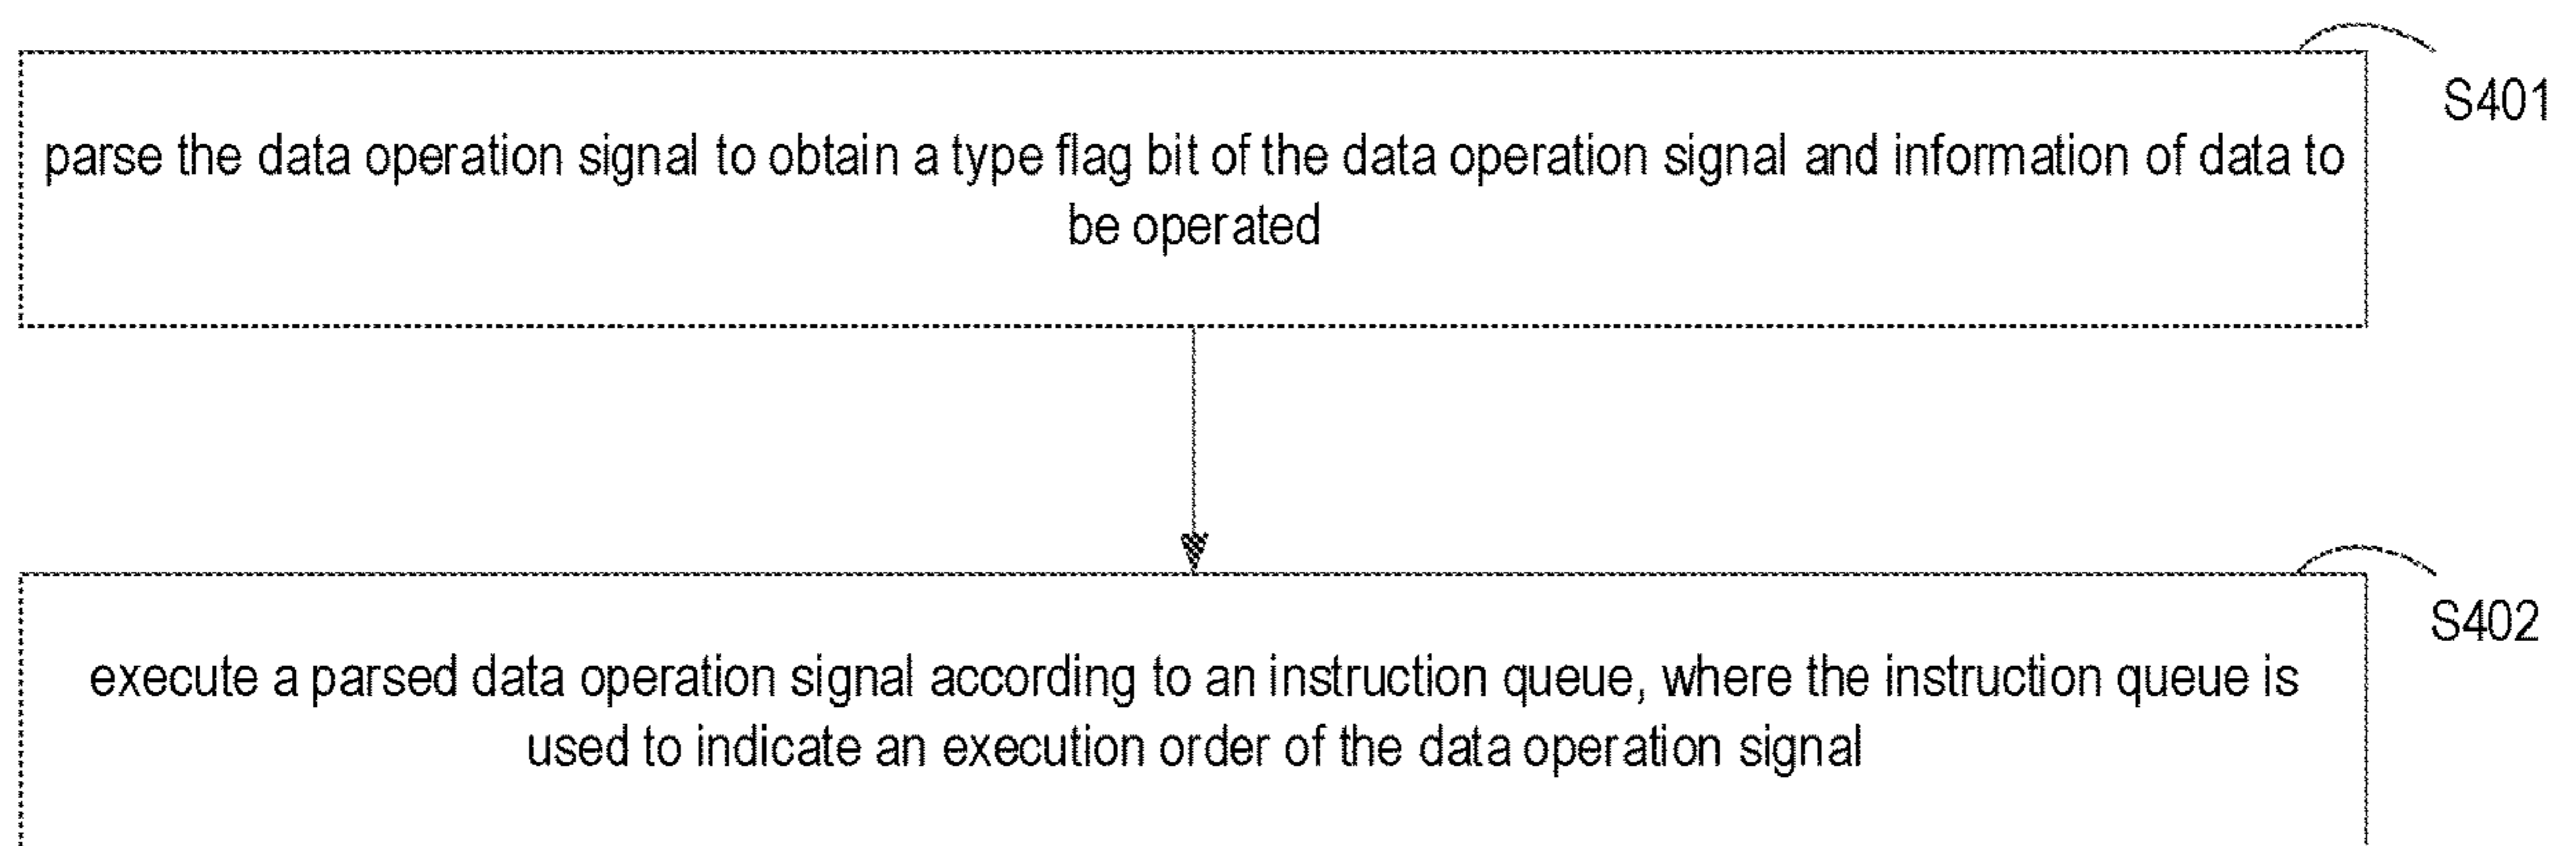 S401
parse the data operation signal to obtain a type flag bit of the data operation signal and information of data to
be operated
S402
execute a parsed data operation signal according to an instruction queue, where the instruction queue is
used to indicate an execution order of the data operation signal